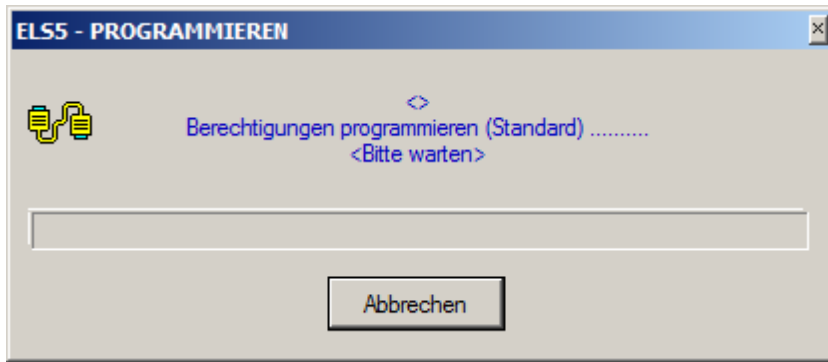 ELS5 - PROGRAMMIEREN
<>
Berechtigungen programmieren (Standard) ..........
<Bitte warten>
Abbrechen